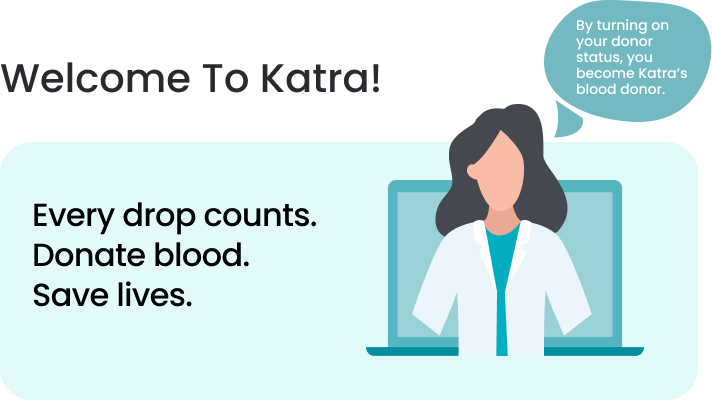 By turning on
your donor
status, you
become Katra's
blood donor.
Welcome To Katra!
Every drop counts.
Donate blood.
Save lives.